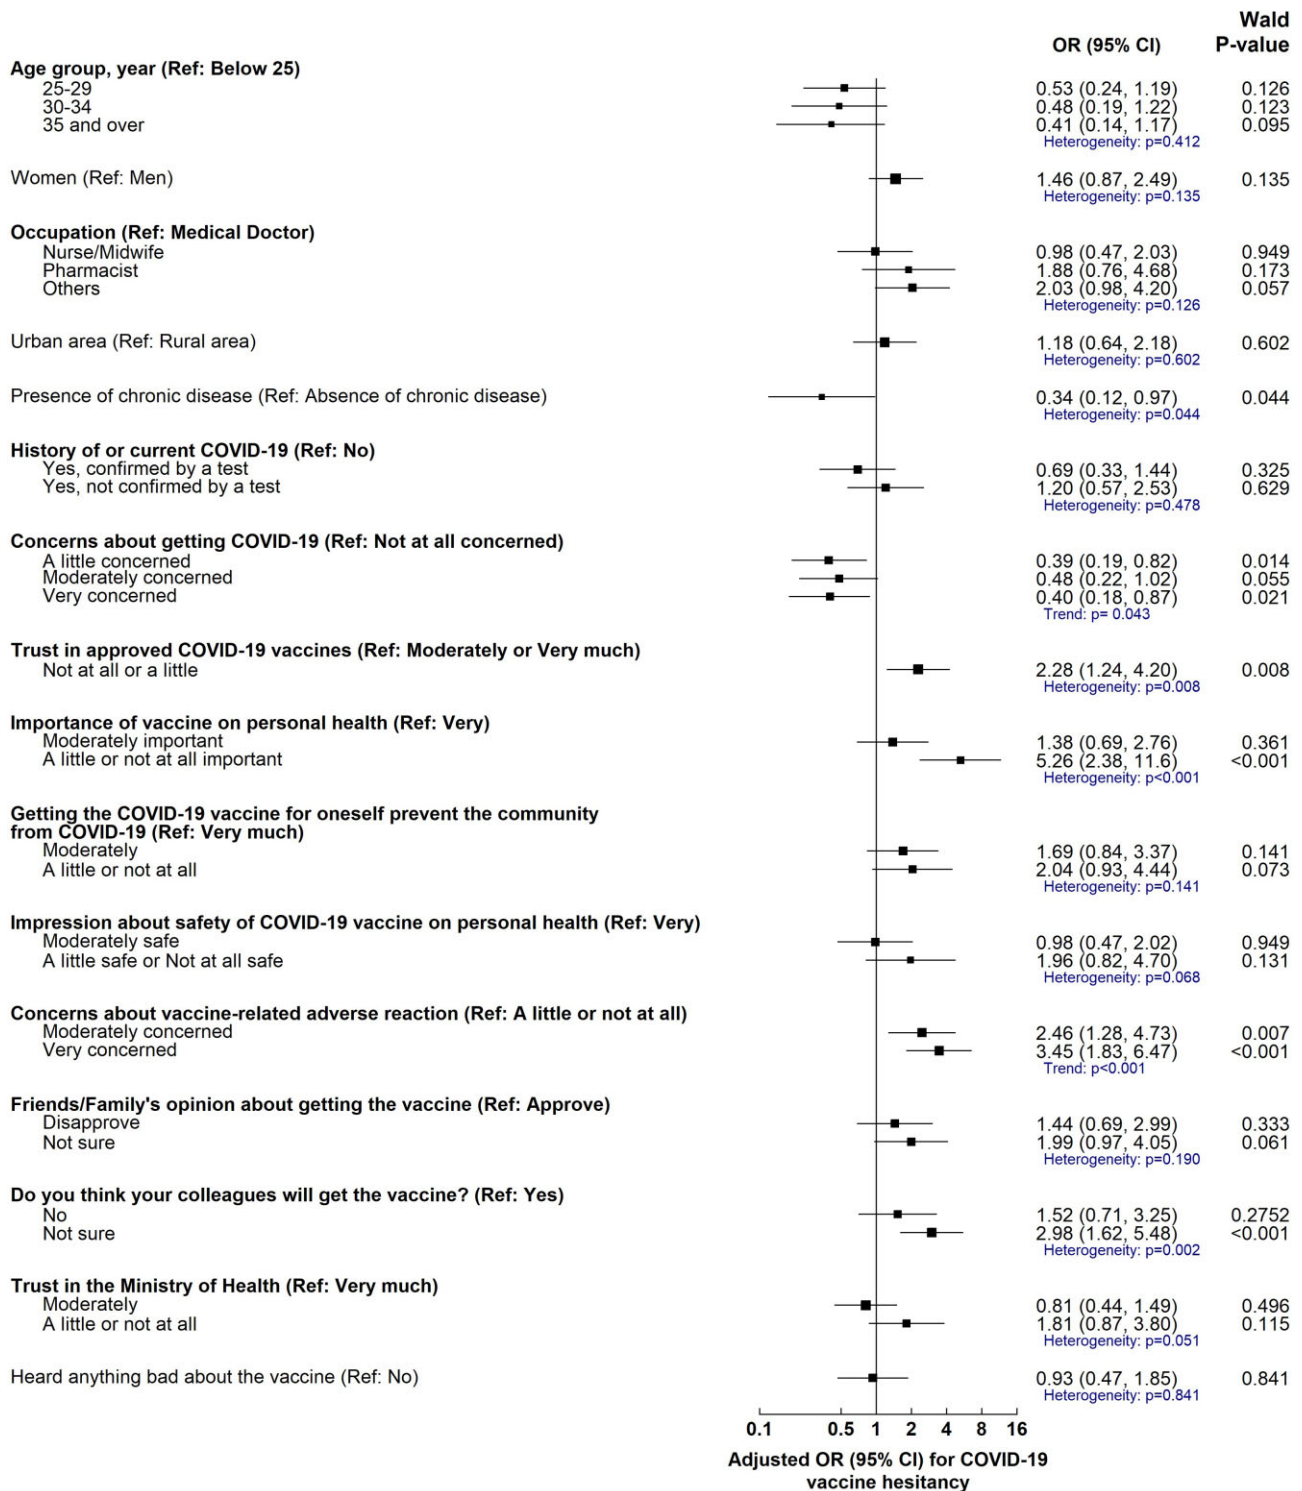 Wald
OR (95% CI) P-value
Age group, year (Ref: Below 25)
25-29 0.53 (0.24, 1.19) 0.126
30-34 0.48 (0.19, 1.22) 0.123
35 and over 0.41 (0.14, 1.17) 0.095
Heterogeneity: p=0.412
Women (Ref: Men) 1.46 (0.87, 2.49) 0.135
Heterogeneity: p=0.135
Occupation (Ref: Medical Doctor)
Nurse/Midwife 0.98 (0.47, 2.03) 0.949
Pharmacist 1.88 (0.76, 4.68) 0.173
Others 2.03 (0.98, 4.20) 0.057
Heterogeneity: p=0.126
Urban area (Ref: Rural area) 1.18 (0.64, 2.18) 0.602
Heterogeneity: p=0.602
Presence of chronic disease (Ref: Absence of chronic disease) 0.34 (0.12, 0.97) 0.044
Heterogeneity: p=0.044
History of or current COVID-19 (Ref: No)
Yes, confirmed by a test 0.69 (0.33, 1.44) 0.325
Yes, not confirmed by a test 1.20 (0.57, 2.53) 0.629
Heterogeneity: p=0.478
Concerns about getting COVID-19 (Ref: Not at all concerned)
A little concerned 0.39 (0.19, 0.82) 0.014
Moderately concerned 0.48 (0.22, 1.02) 0.055
Very concerned 0.40 (0.18, 0.87) 0.021
Trend: p= 0.043
Trust in approved COVID-19 vaccines (Ref: Moderately or Very much)
Not at all or a little 2.28 (1.24, 4.20) 0.008
Heterogeneity: p=0.008
Importance of vaccine on personal health (Ref: Very)
Moderately important 1.38 (0.69, 2.76) 0.361
A little or not at all important 5.26 (2.38, 11.6) <0.001
Heterogeneity: p<0.001
Getting the COVID-19 vaccine for oneself prevent the community
from COVID-19 (Ref: Very much)
Moderately 1.69 (0.84, 3.37) 0.141
A little or not at all 2.04 (0.93, 4.44) 0.073
Heterogeneity: p=0.141
Impression about safety of COVID-19 vaccine on personal health (Ref: Very)
Moderately safe 0.98 (0.47, 2.02) 0.949
A little safe or Not at all safe 1.96 (0.82, 4.70) 0.131
Heterogeneity: p=0.068
Concerns about vaccine-related adverse reaction (Ref: A little or not at all)
Moderately concerned 2.46 (1.28, 4.73) 0.007
Very concerned 3.45 (1.83, 6.47) <0.001
Trend: p<0.001
Friends/Family's opinion about getting the vaccine (Ref: Approve)
Disapprove 1.44 (0.69, 2.99) 0.333
Not sure 1.99 (0.97, 4.05) 0.061
Heterogeneity: p=0.190
Do you think your colleagues will get the vaccine? (Ref: Yes)
No 1.52 (0.71, 3.25) 0.2752
Not sure 2.98 (1.62, 5.48) <0.001
Heterogeneity: p=0.002
Trust in the Ministry of Health (Ref: Very much)
Moderately 0.81 (0.44, 1.49) 0.496
A little or not at all 1.81 (0.87, 3.80) 0.115
Heterogeneity: p=0.051
Heard anything bad about the vaccine (Ref: No) 0.93 (0.47, 1.85) 0.841
Heterogeneity: p=0.841
0.1 0.5 1 2 4 8 16
Adjusted OR (95% CI) for COVID-19
vaccine hesitancy